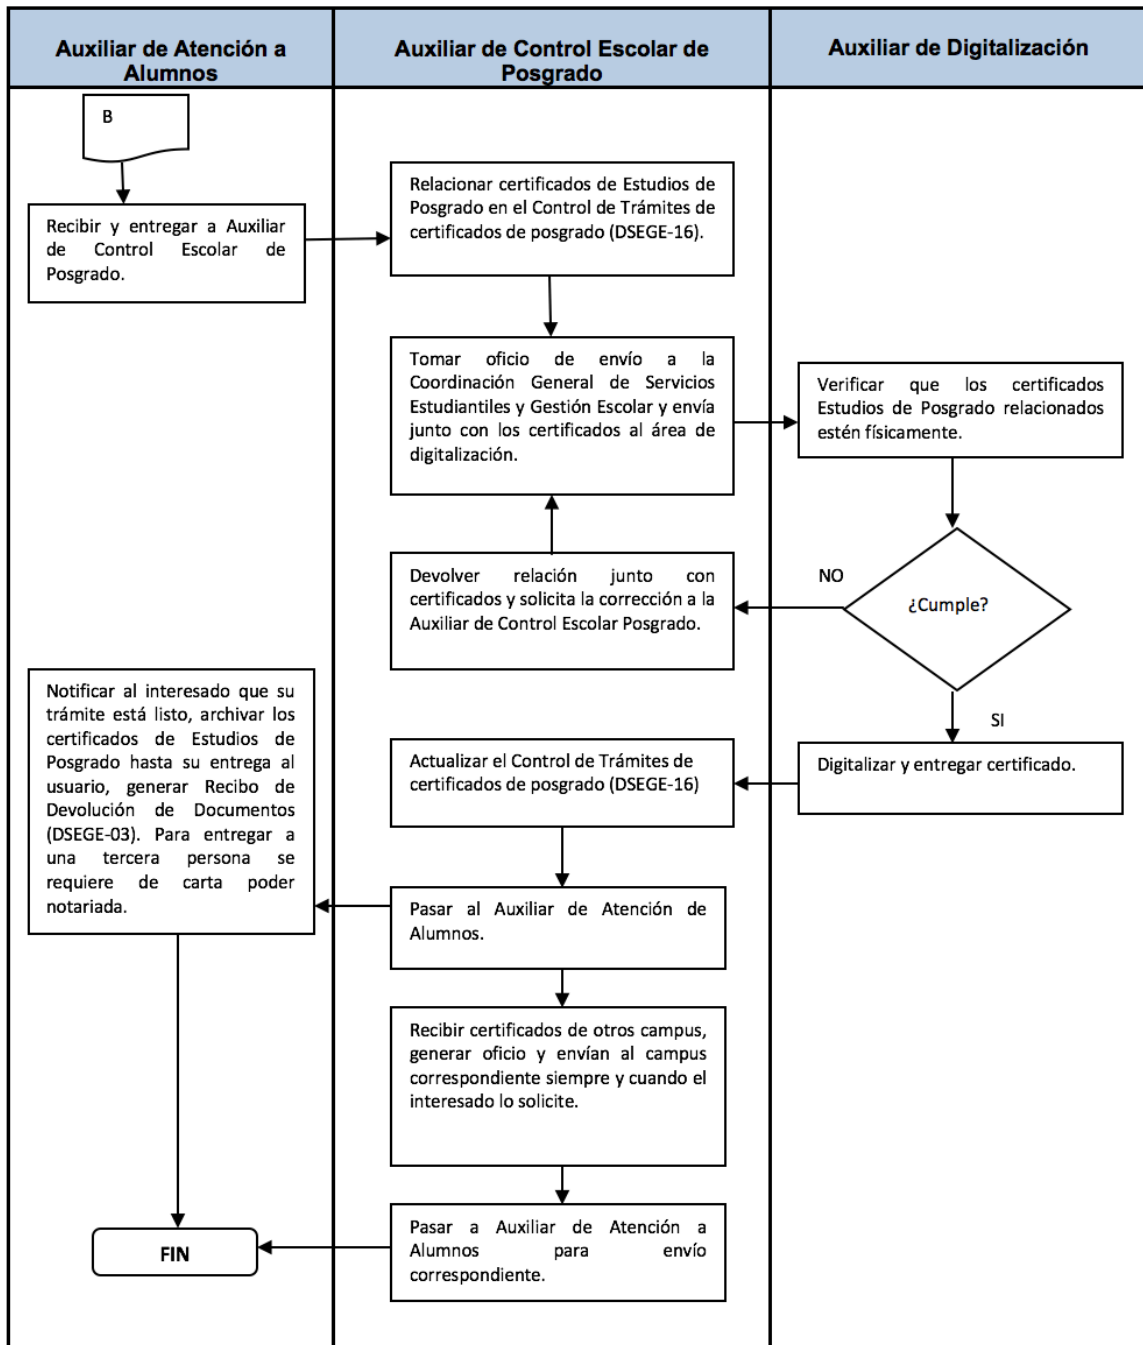 Auxiliar de Atención a
Alumnos
Auxiliar de Control Escolar de
Posgrado
Auxiliar de Digitalización
B
Recibir y entregar a Auxiliar
de Control Escolar de
Posgrado.
Relacionar certificados de Estudios de
Posgrado en el Control de Trámites de
certificados de posgrado (DSEGE-16).
Tomar oficio de envío a la
Coordinación General de Servicios
Estudiantiles y Gestión Escolar y envía
junto con los certificados al área de
digitalización.
Verificar que los certificados
Estudios de Posgrado relacionados
estén físicamente.
¿Cumple?
NO
Devolver relación junto con
certificados y solicita la corrección a la
Auxiliar de Control Escolar Posgrado.
SI
Digitalizar y entregar certificado.
Actualizar el Control de Trámites de
certificados de posgrado (DSEGE-16)
Pasar al Auxiliar de Atención de
Alumnos.
Notificar al interesado que su
trámite está listo, archivar los
certificados de Estudios de
Posgrado hasta su entrega al
usuario, generar Recibo de
Devolución de Documentos
(DSEGE-03). Para entregar a
una tercera persona se
requiere de carta poder
notariada.
Recibir certificados de otros campus,
generar oficio y envían al campus
correspondiente siempre y cuando el
interesado lo solicite.
Pasar a Auxiliar de Atención a
Alumnos para envío
correspondiente.
FIN